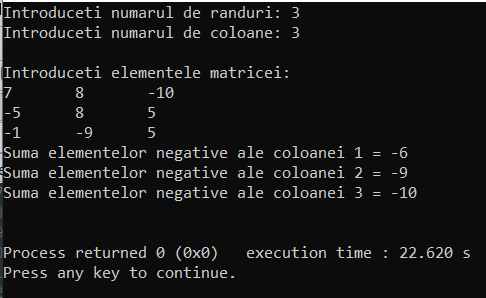 Introduceti numarul de randuri: 3
Introduceti numarul de coloane: 3
Introduceti elementele matricei:
7 8 -10
-5 8 5
-1 -9 5
Suma elementelor negative ale coloanei 1 = -6
Suma elementelor negative ale coloanei 2 = -9
Suma elementelor negative ale coloanei 3 = -10
Process returned 0 (0x0) execution time : 22.620 s
Press any key to continue.